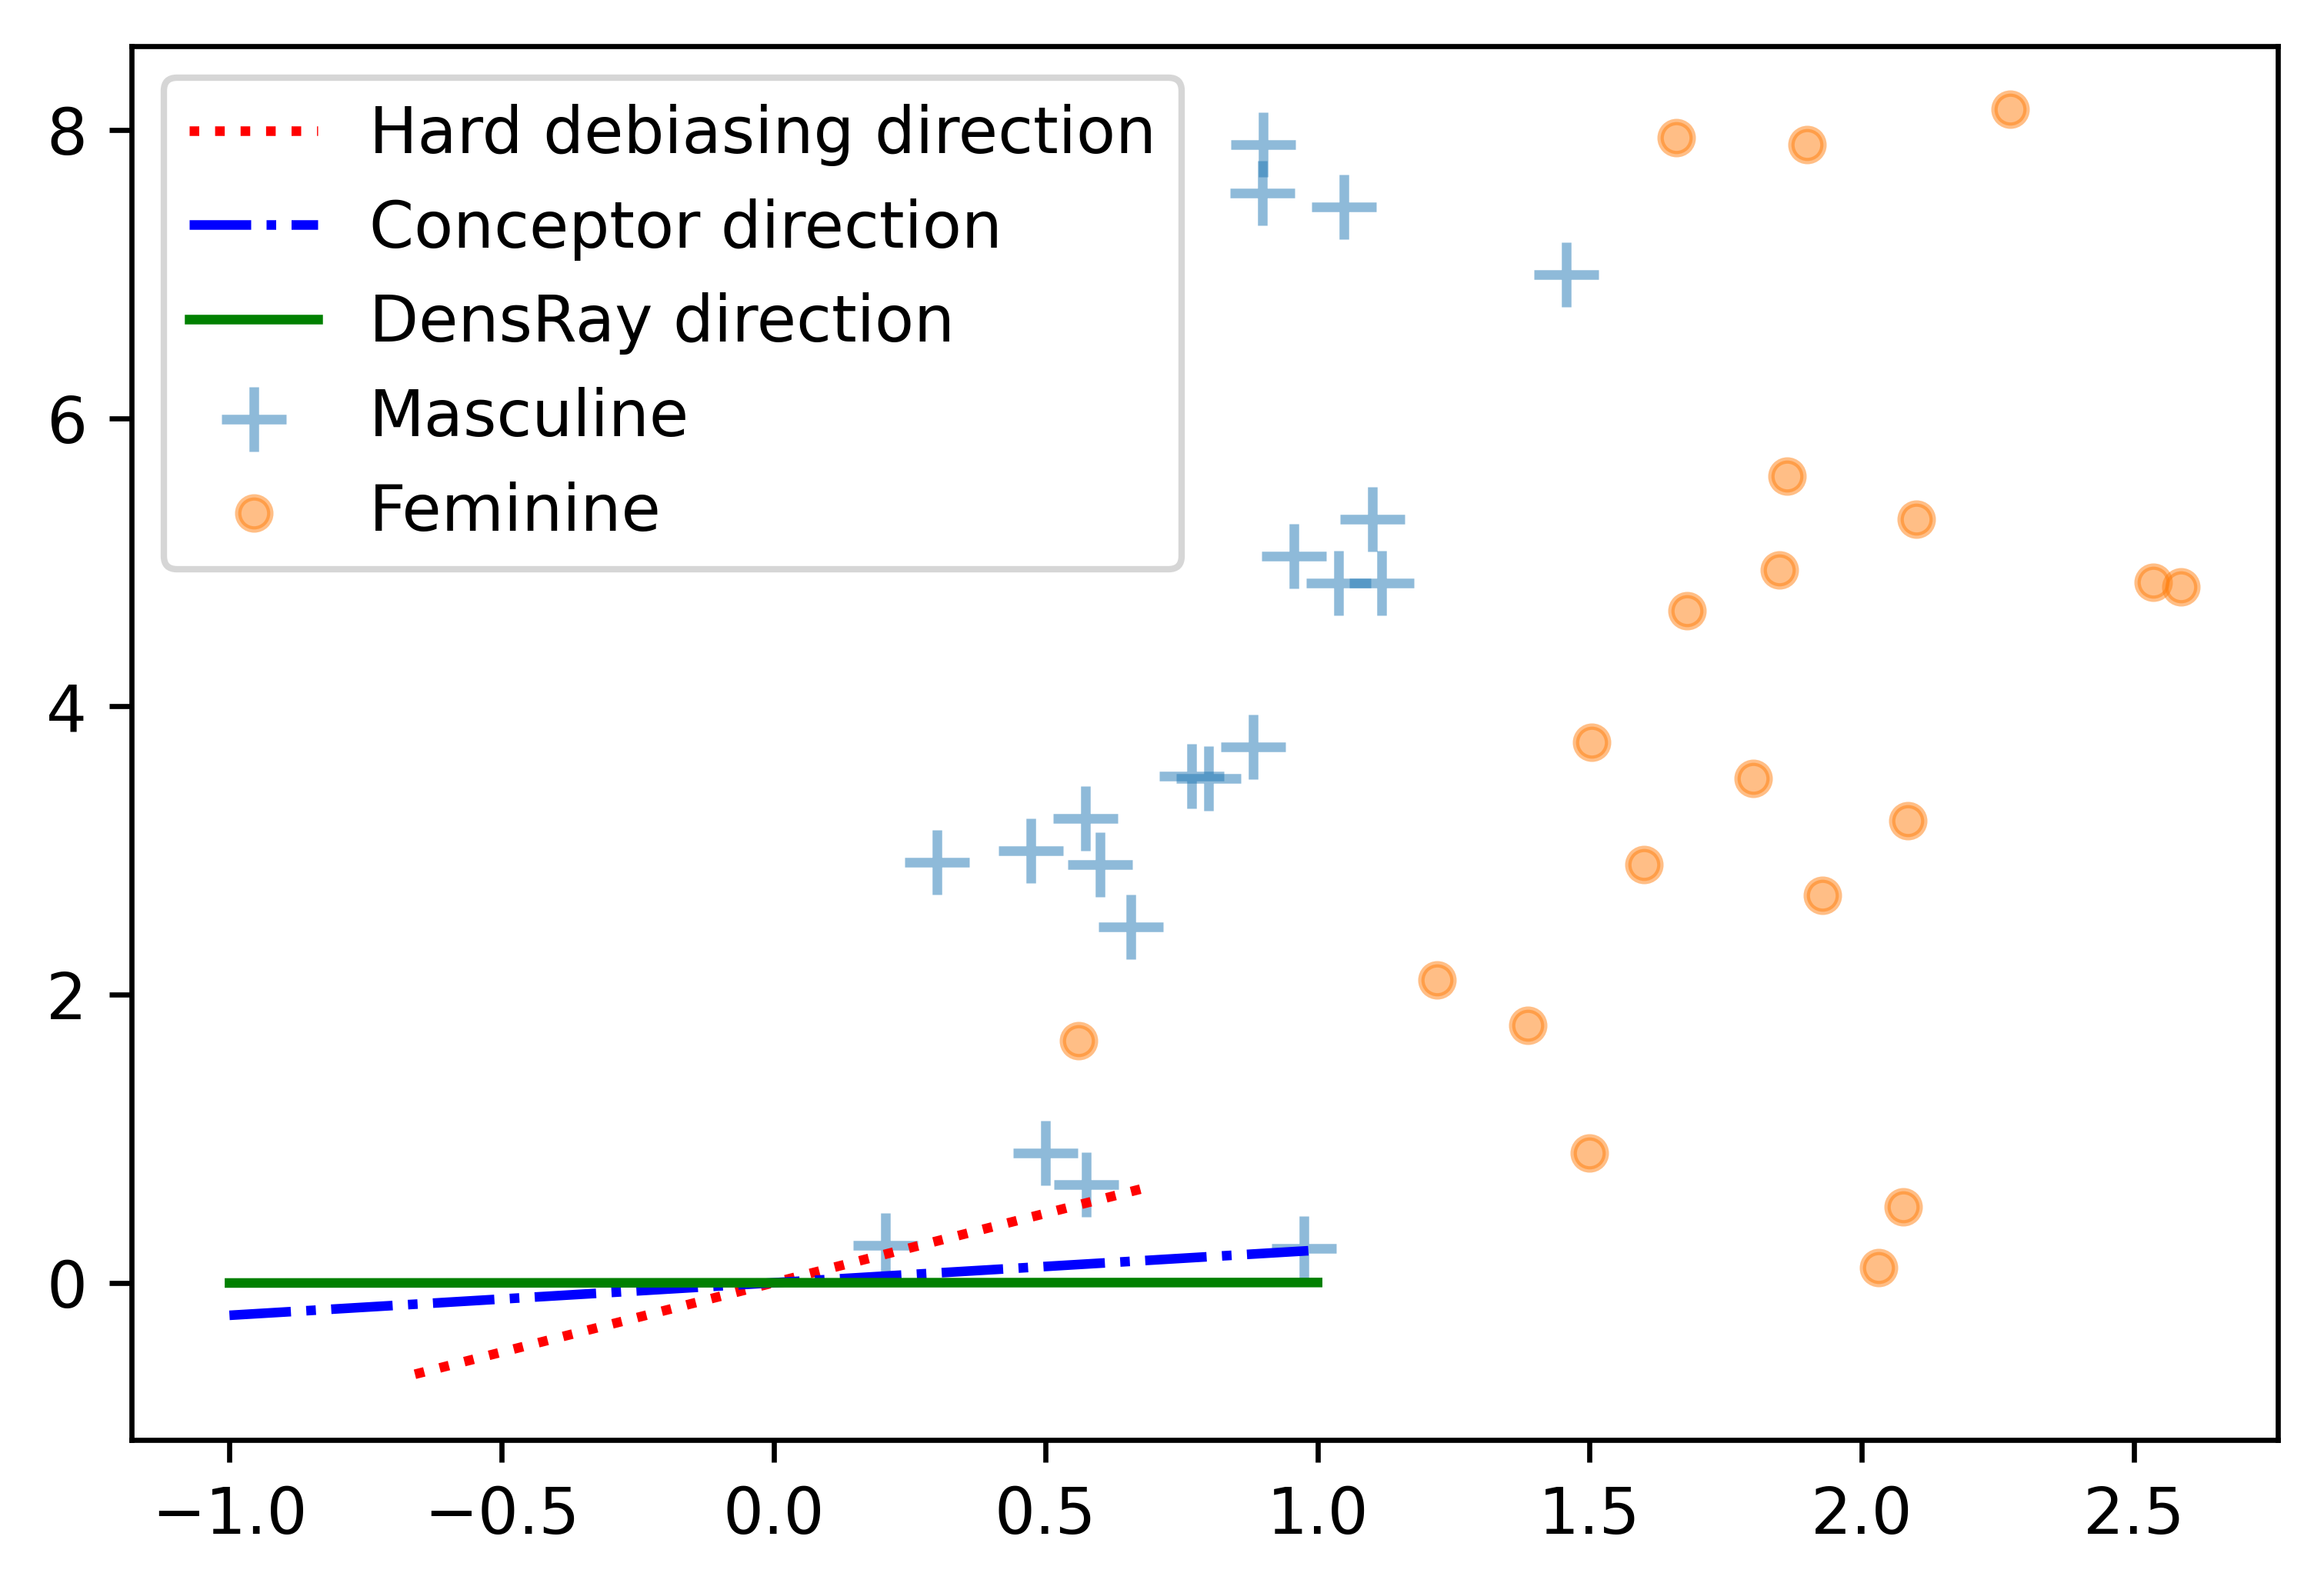 Hard debiasing direction
Conceptor direction
DensRay direction
Masculine
Feminine
8
6
4
2
0
−1.0 −0.5 0.0 0.5 1.0 1.5 2.0 2.5